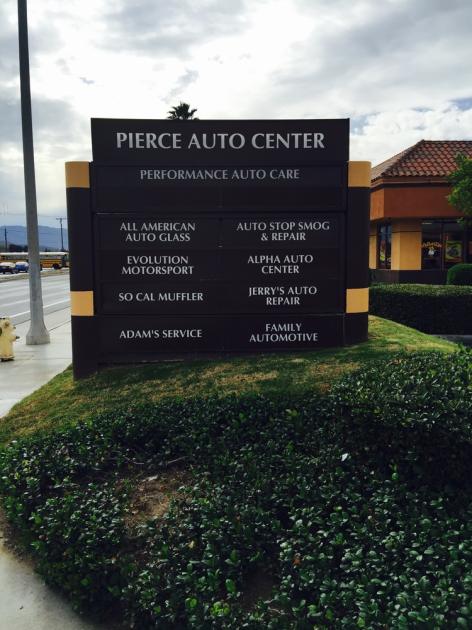 PIERCE AUTO CENTER
PERFORMANCE AUTO CARE
ALL AMERICAN
AUTO GLASS
AUTO STOP SMOG
& REPAIR
EVOLUTION
MOTORSPORT
ALPHA AUTO
CENTER
SO CAL MUFFLER
JERRY'S AUTO
REPAIR
ADAM'S SERVICE
FAMILY
AUTOMOTIVE